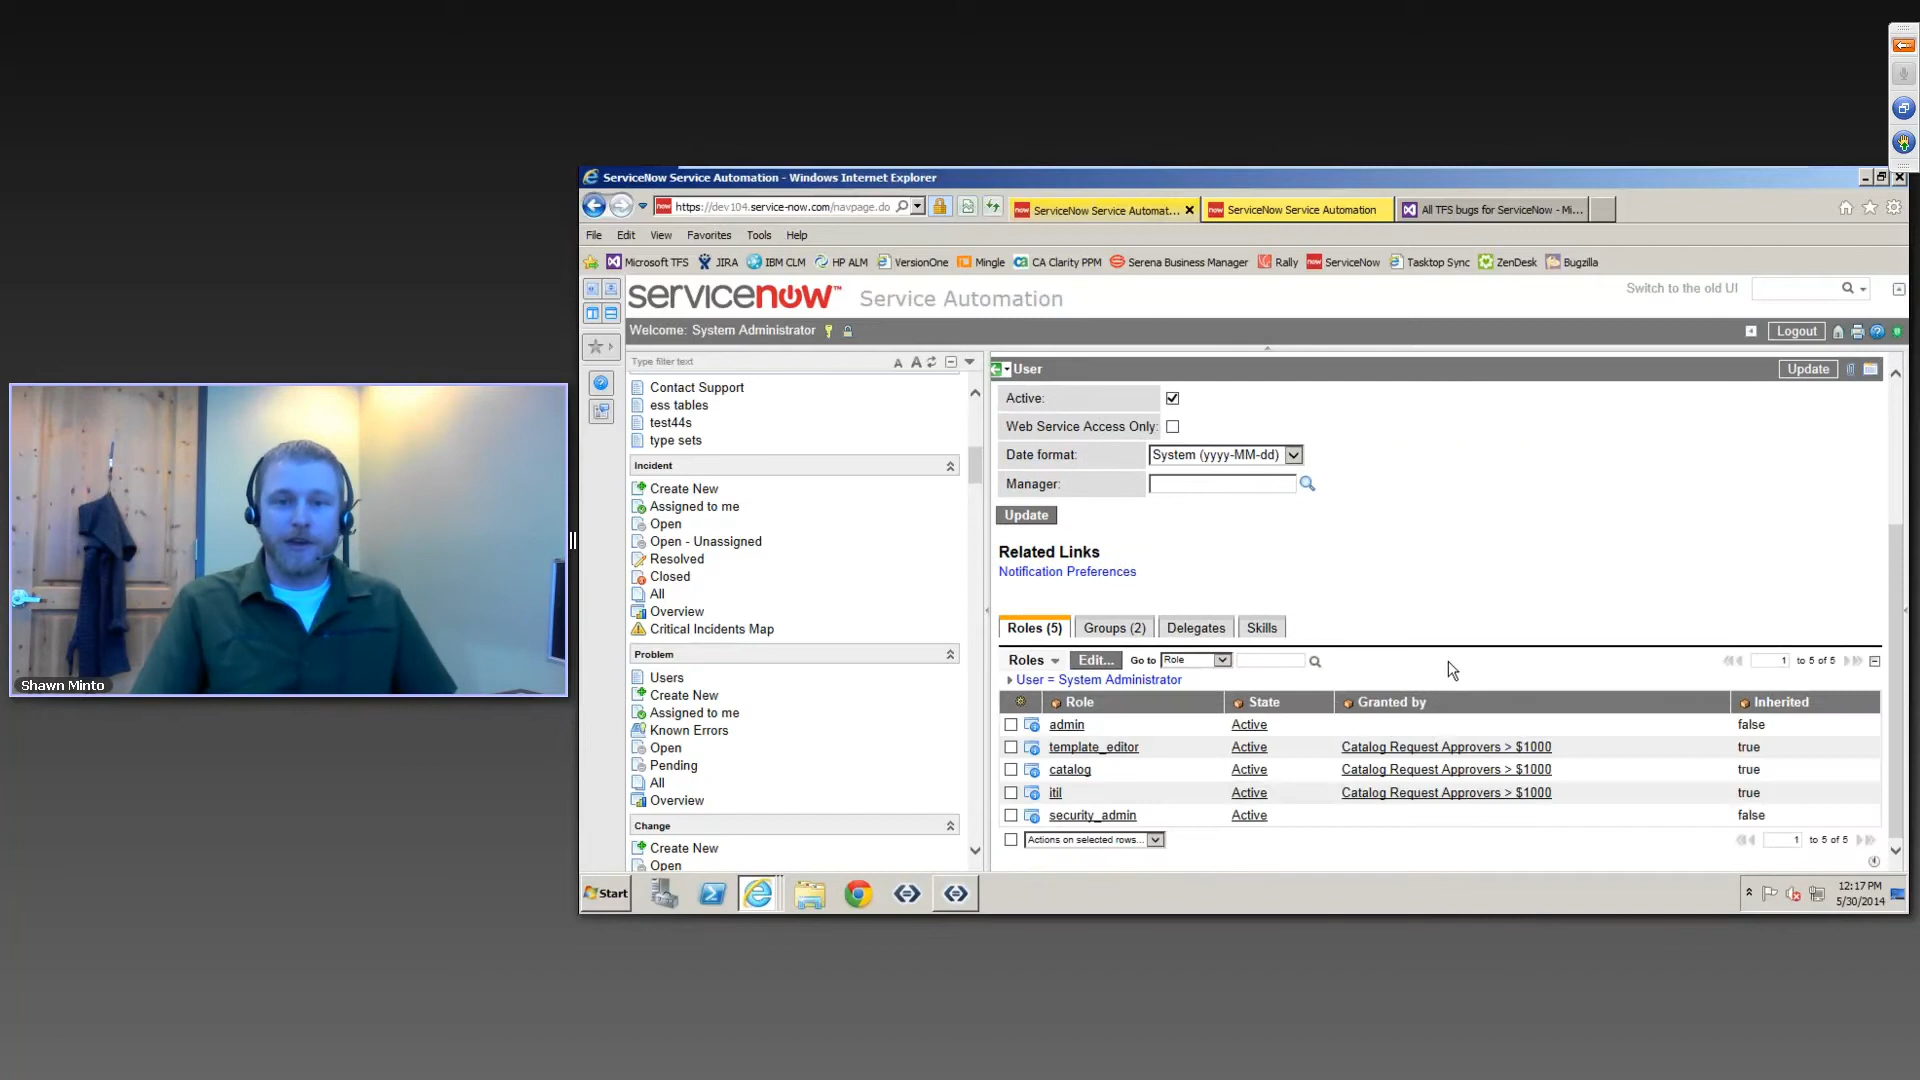 ServiceNow Service Automation - Windows Internet Explorer
https://dev104.service-now.com/navpage.do
ServiceNow Service Automat...
ServiceNow Service Automation
All TFS bugs for ServiceNow - Mi...
File Edit View Favorites Tools Help
Microsoft TFS JIRA IBM CLM HP ALM VersionOne Mingle CA Clarity PPM Serena Business Manager Rally ServiceNow Tasktop Sync ZenDesk Bugzilla
servicenow™ Service Automation
Switch to the old UI
Welcome: System Administrator
Logout
Type filter text
A A
Contact Support
ess tables
test44s
type sets
Incident
Create New
Assigned to me
Open
Open - Unassigned
Resolved
Closed
All
Overview
Critical Incidents Map
Problem
Users
Create New
Assigned to me
Known Errors
Open
Pending
All
Overview
Change
Create New
Open
User
Update
Active:
Web Service Access Only:
Date format: System (yyyy-MM-dd)
Manager:
Update
Related Links
Notification Preferences
Roles (5) Groups (2) Delegates Skills
Roles Edit... Go to Role 1 to 5 of 5
User = System Administrator
Role State Granted by Inherited
admin Active false
template_editor Active Catalog Request Approvers > $1000 true
catalog Active Catalog Request Approvers > $1000 true
itil Active Catalog Request Approvers > $1000 true
security_admin Active false
Actions on selected rows... 1 to 5 of 5
Start
12:17 PM
5/30/2014
Shawn Minto